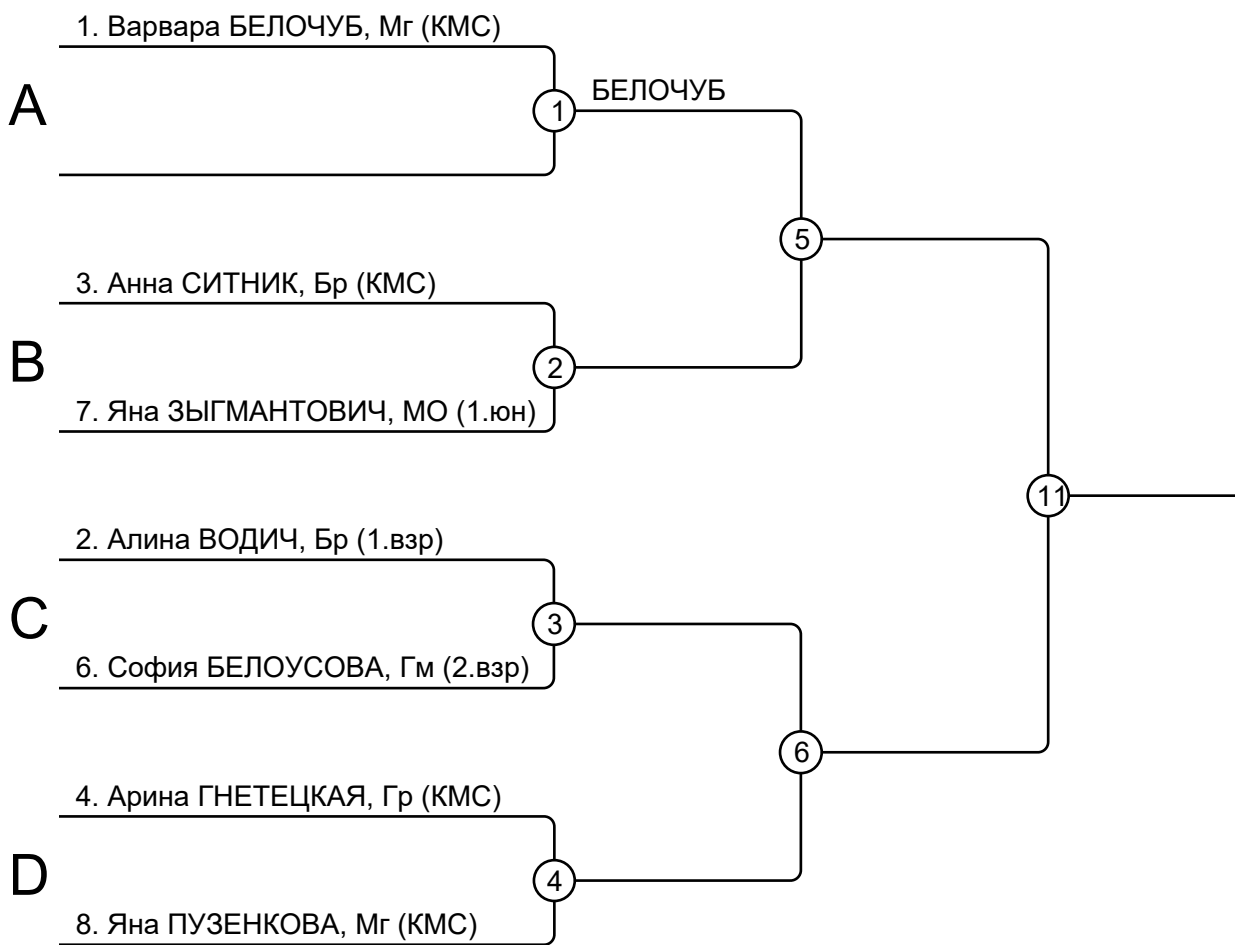 1. Варвара БЕЛОЧУБ, Мг (КМС)
A
1
БЕЛОЧУБ
5
3. Анна СИТНИК, Бр (КМС)
B
2
7. Яна ЗЫГМАНТОВИЧ, МО (1.юн)
11
2. Алина ВОДИЧ, Бр (1.взр)
C
3
6. София БЕЛОУСОВА, Гм (2.взр)
6
4. Арина ГНЕТЕЦКАЯ, Гр (КМС)
D
4
8. Яна ПУЗЕНКОВА, Мг (КМС)